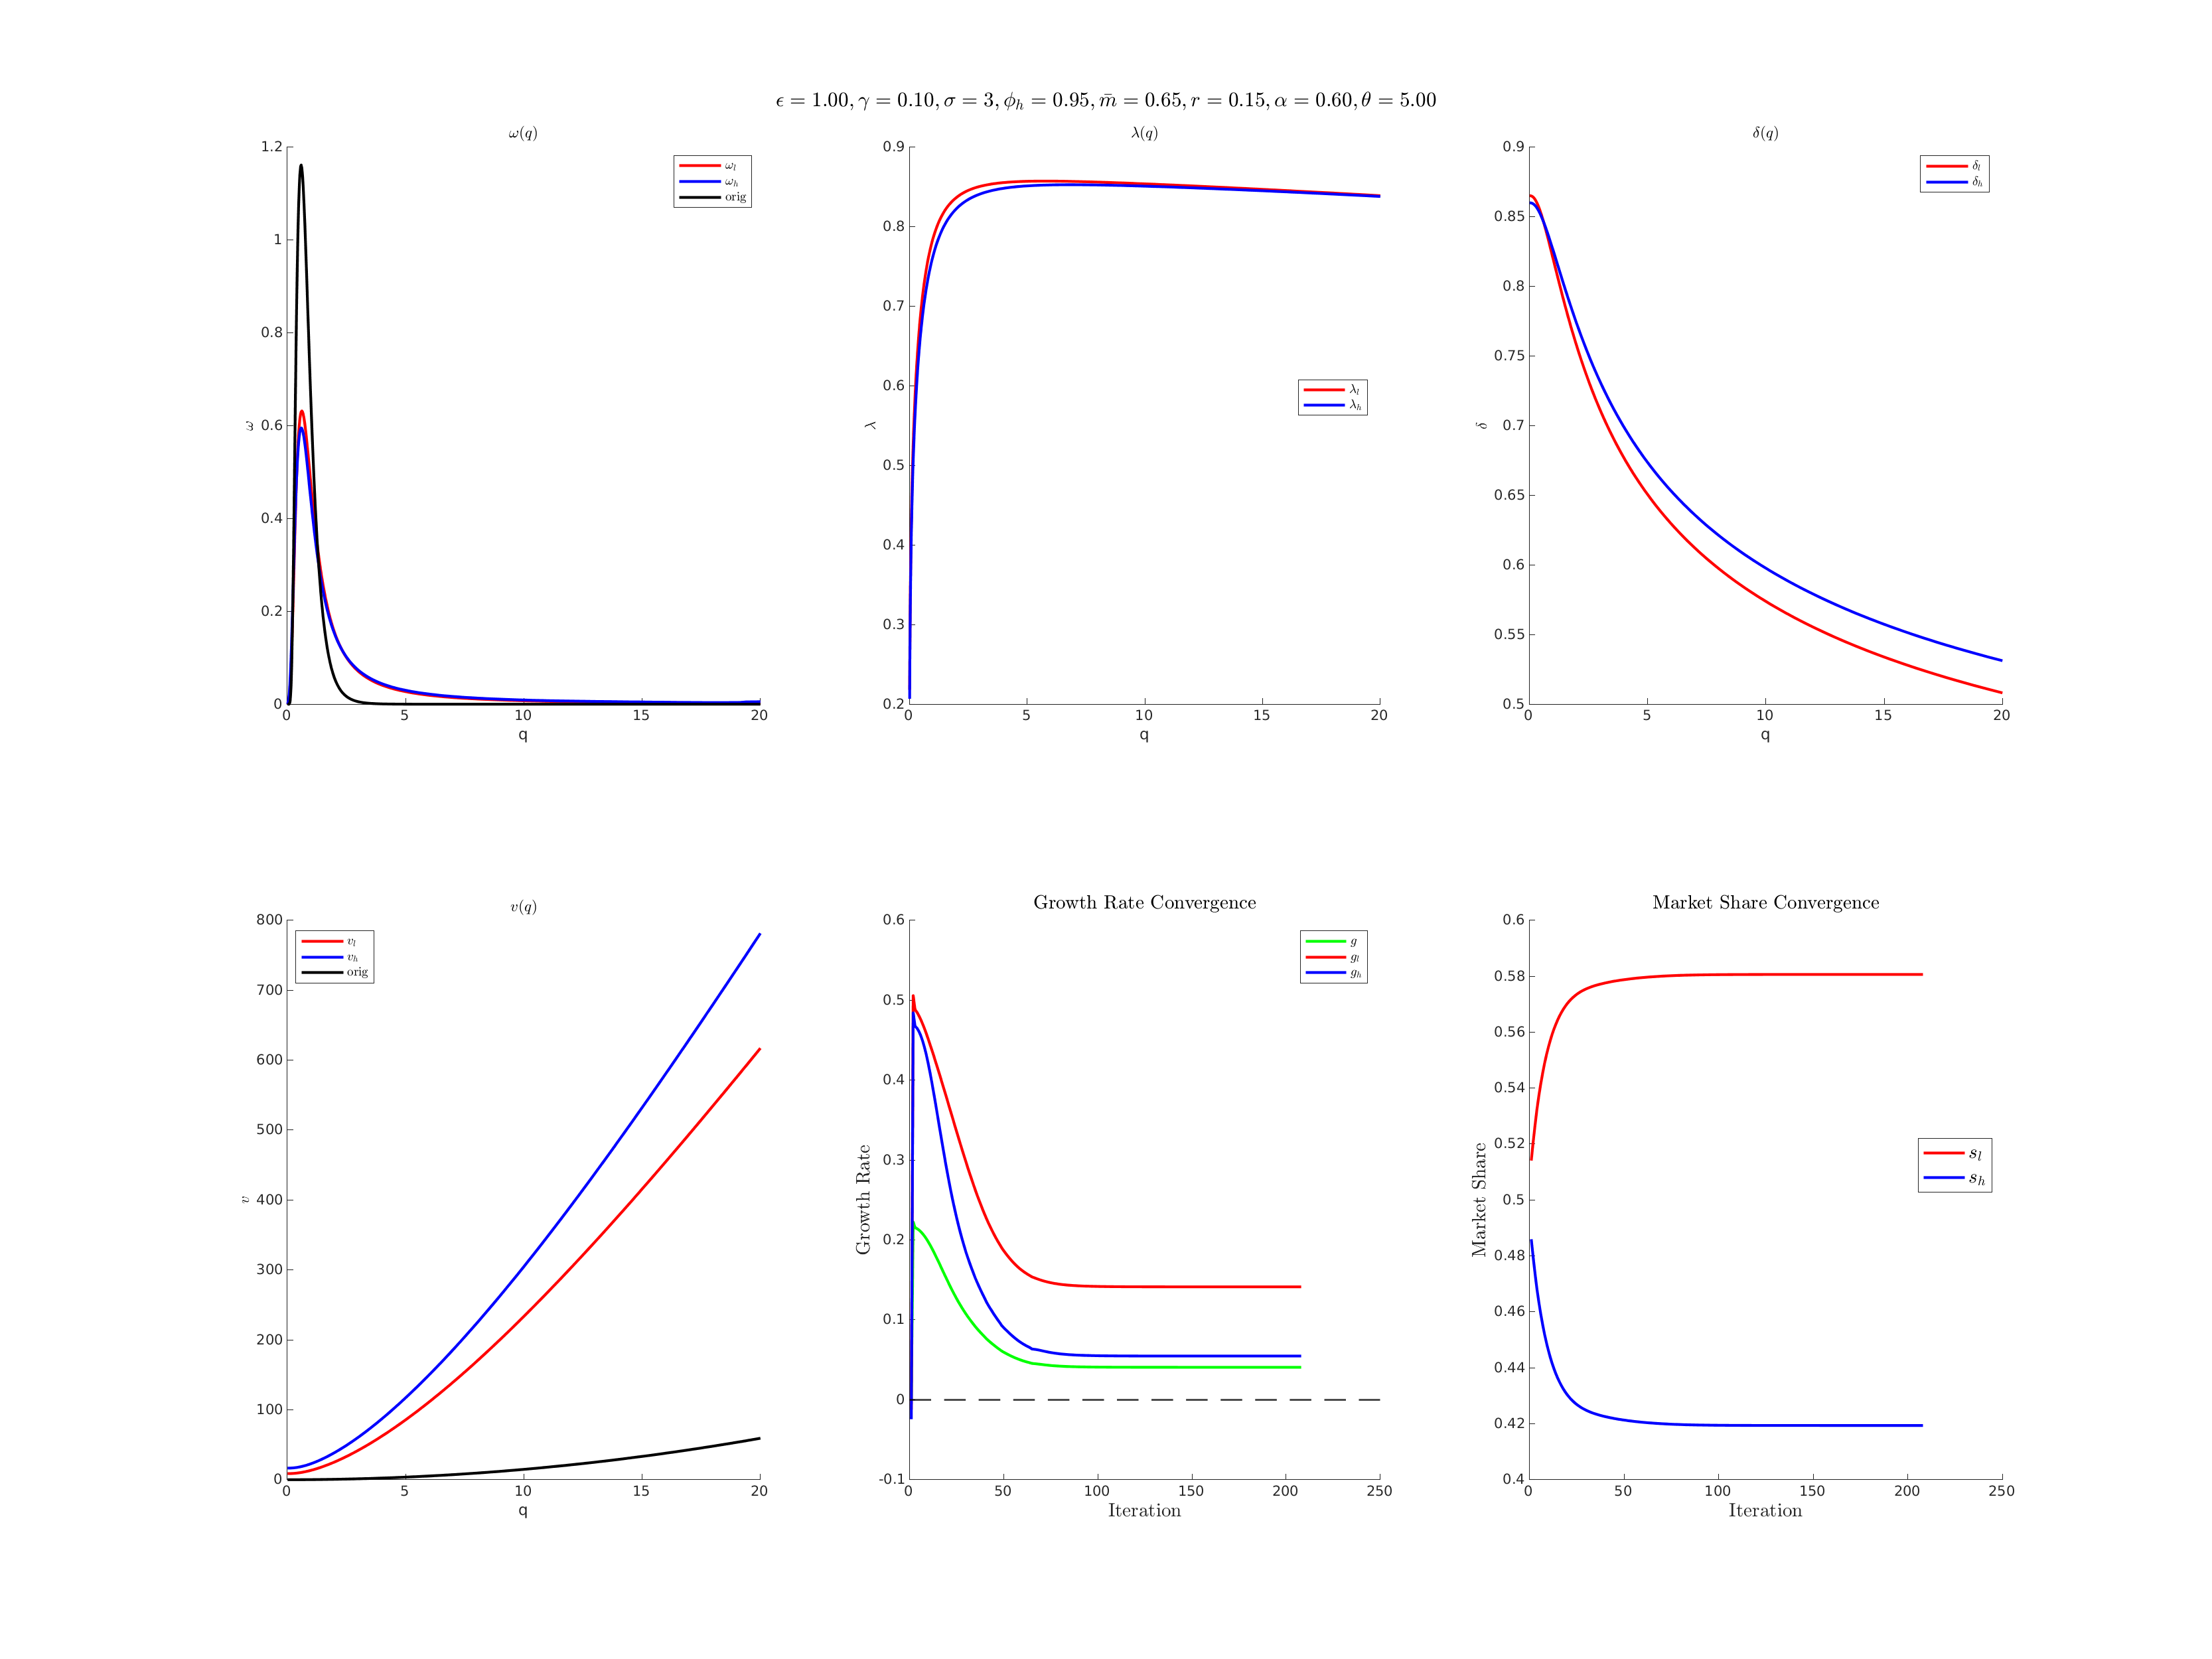 ϵ = 1.00, γ = 0.10, σ = 3, ϕ_h = 0.95, m̄ = 0.65, r = 0.15, α = 0.60, θ = 5.00
ω(q)
1.2
1
0.8
0.6
0.4
0.2
0
ω
0 5 10 15 20
q
ω_l
ω_h
orig
λ(q)
0.9
0.8
0.7
0.6
0.5
0.4
0.3
0.2
λ
0 5 10 15 20
q
λ_l
λ_h
δ(q)
0.9
0.85
0.8
0.75
0.7
0.65
0.6
0.55
0.5
δ
0 5 10 15 20
q
δ_l
δ_h
v(q)
800
700
600
500
400
300
200
100
0
v
0 5 10 15 20
q
v_l
v_h
orig
Growth Rate Convergence
0.6
0.5
0.4
0.3
0.2
0.1
0
-0.1
Growth Rate
0 50 100 150 200 250
Iteration
g
g_l
g_h
Market Share Convergence
0.6
0.58
0.56
0.54
0.52
0.5
0.48
0.46
0.44
0.42
0.4
Market Share
0 50 100 150 200 250
Iteration
s_l
s_h